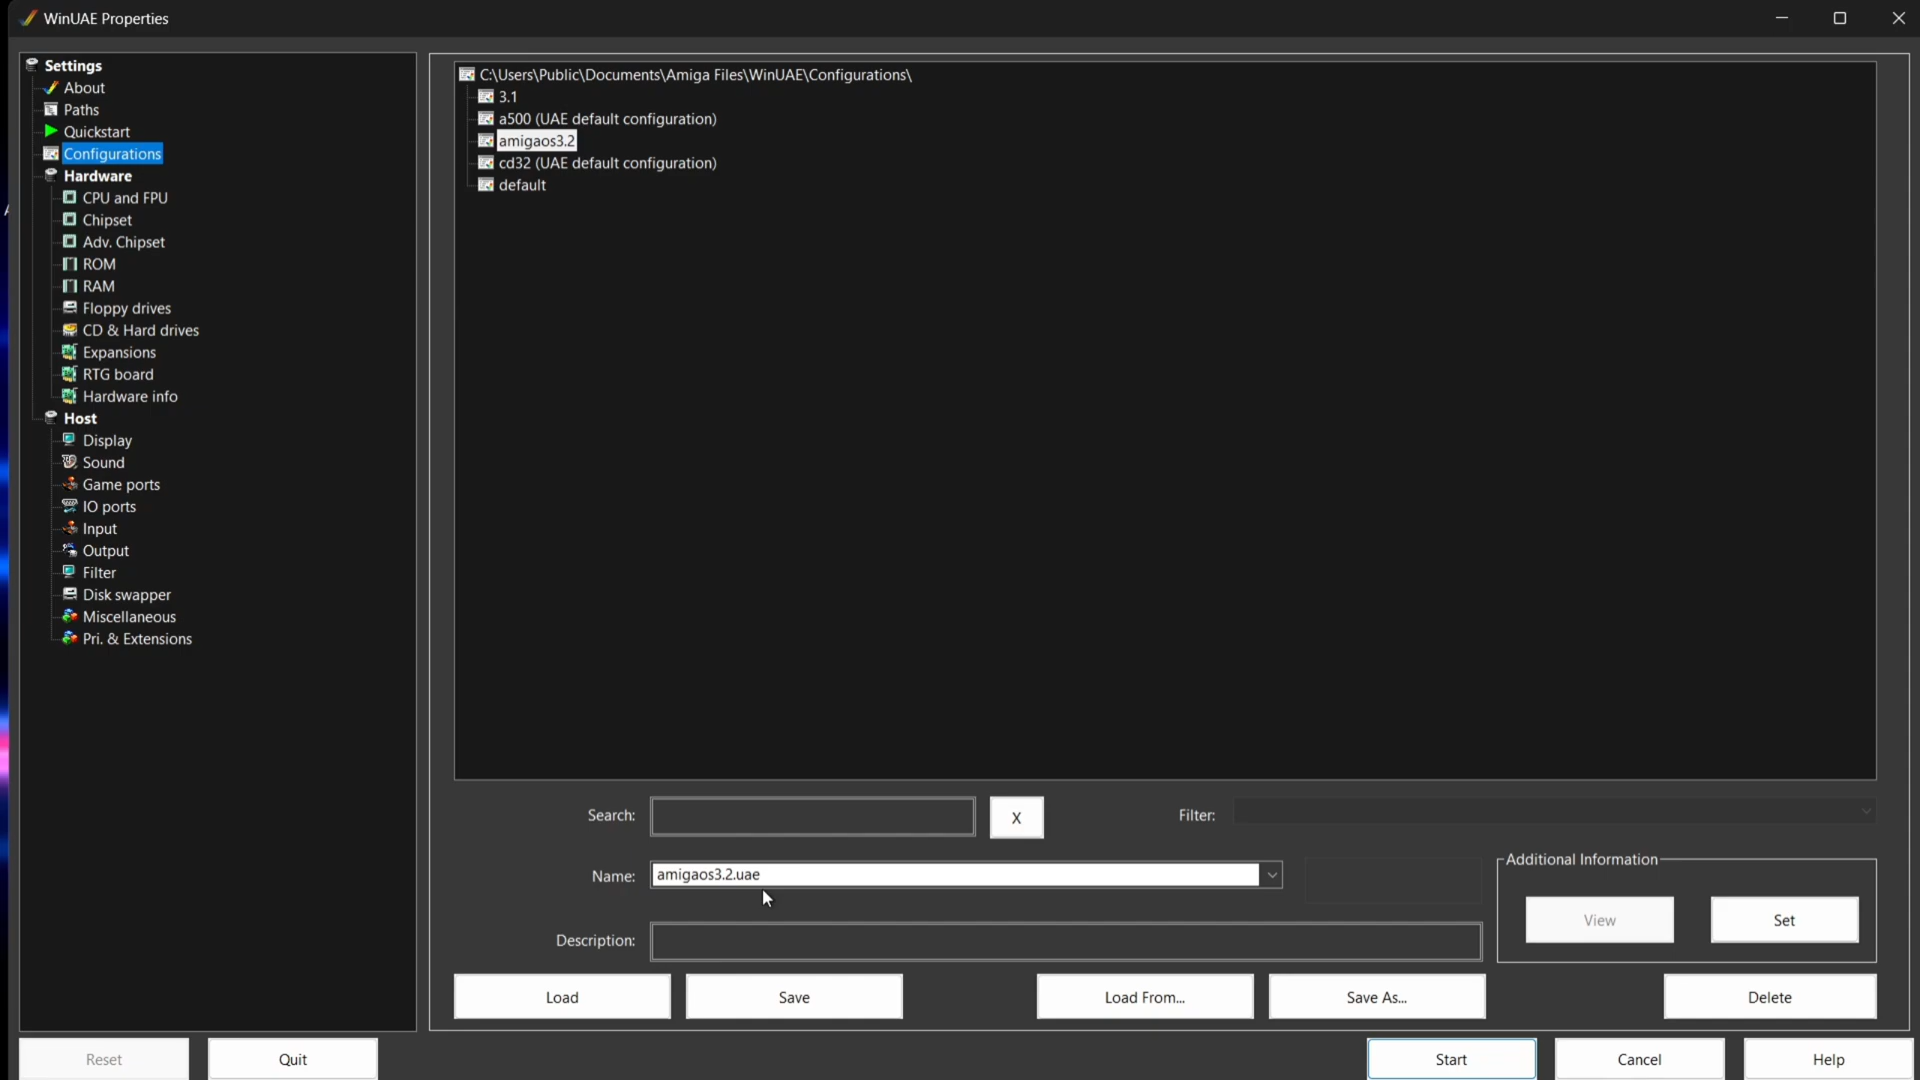 WinUAE Properties
Settings
About
Paths
Quickstart
Configurations
Hardware
CPU and FPU
Chipset
Adv. Chipset
ROM
RAM
Floppy drives
CD & Hard drives
Expansions
RTG board
Hardware info
Host
Display
Sound
Game ports
IO ports
Input
Output
Filter
Disk swapper
Miscellaneous
Pri. & Extensions
C:\Users\Public\Documents\Amiga Files\WinUAE\Configurations\
3.1
a500 (UAE default configuration)
amigaos3.2
cd32 (UAE default configuration)
default
Search:
X
Filter:
Name:
amigaos3.2.uae
Additional Information
View
Set
Description:
Load
Save
Load From...
Save As...
Delete
Reset
Quit
Start
Cancel
Help